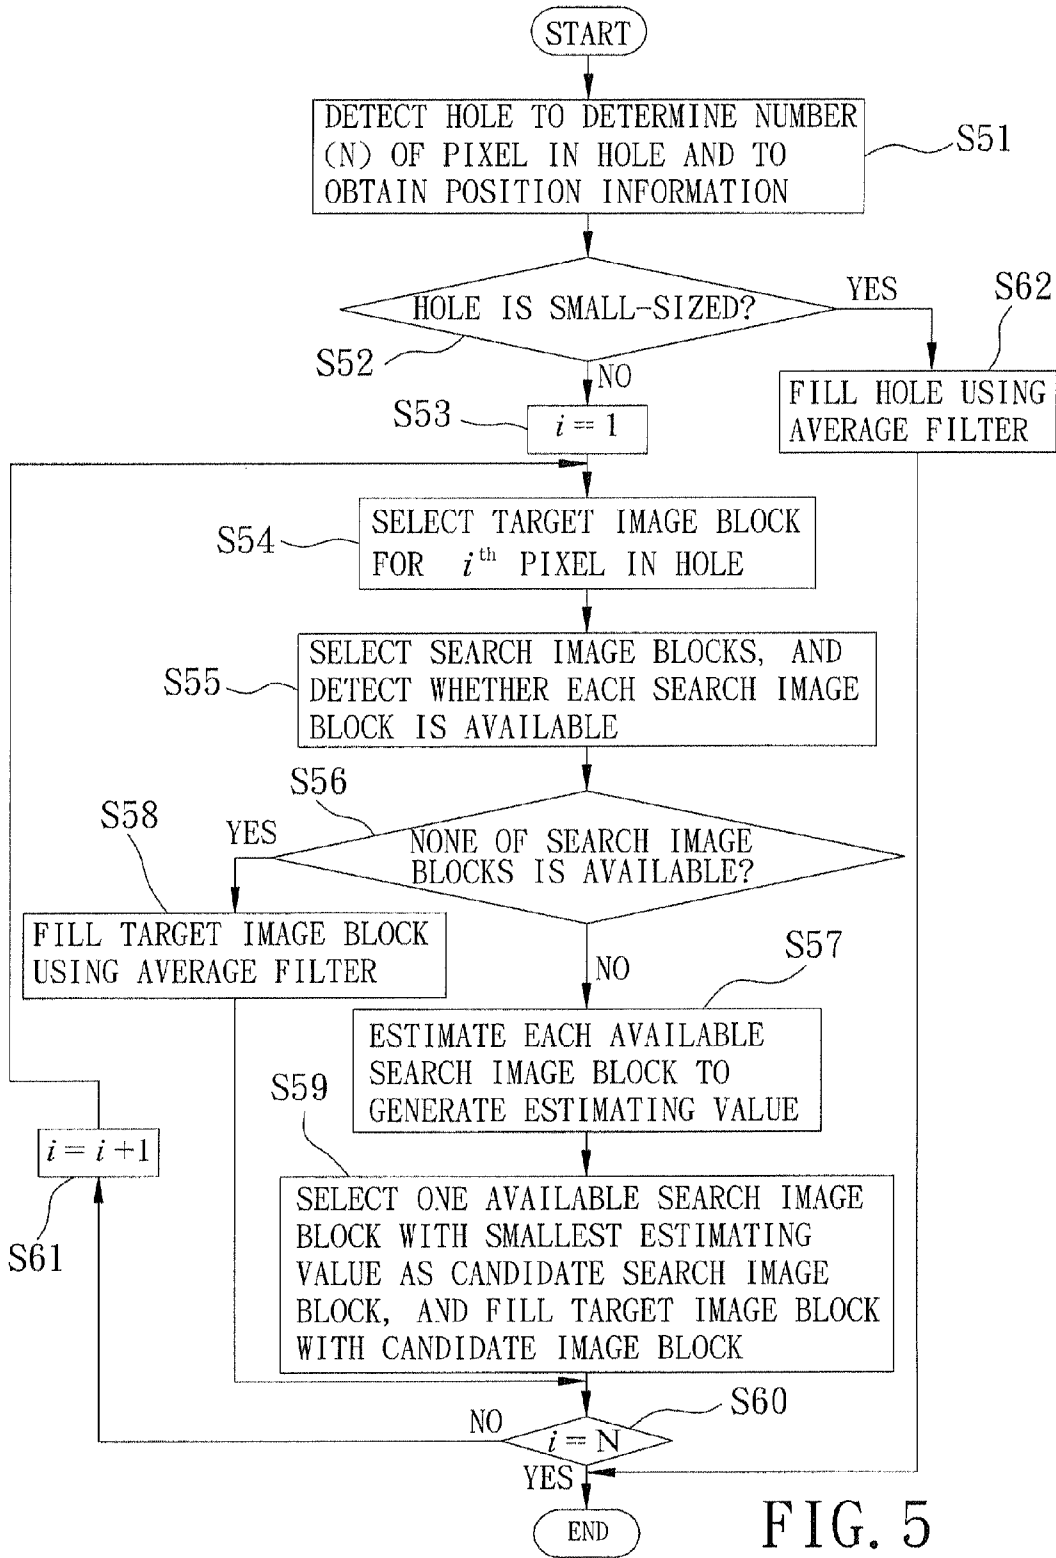 START
DETECT HOLE TO DETERMINE NUMBER
(N) OF PIXEL IN HOLE AND TO
OBTAIN POSITION INFORMATION
S51
HOLE IS SMALL-SIZED?
YES
S62
S52
NO
FILL HOLE USING
AVERAGE FILTER
S53
i = 1
SELECT TARGET IMAGE BLOCK
FOR ith PIXEL IN HOLE
S54
SELECT SEARCH IMAGE BLOCKS, AND
DETECT WHETHER EACH SEARCH IMAGE
BLOCK IS AVAILABLE
S55
S56
S58
YES
NONE OF SEARCH IMAGE
BLOCKS IS AVAILABLE?
FILL TARGET IMAGE BLOCK
USING AVERAGE FILTER
NO
S57
ESTIMATE EACH AVAILABLE
SEARCH IMAGE BLOCK TO
GENERATE ESTIMATING VALUE
S59
i = i +1
S61
SELECT ONE AVAILABLE SEARCH IMAGE
BLOCK WITH SMALLEST ESTIMATING
VALUE AS CANDIDATE SEARCH IMAGE
BLOCK, AND FILL TARGET IMAGE BLOCK
WITH CANDIDATE IMAGE BLOCK
S60
NO
i = N
YES
END
FIG. 5